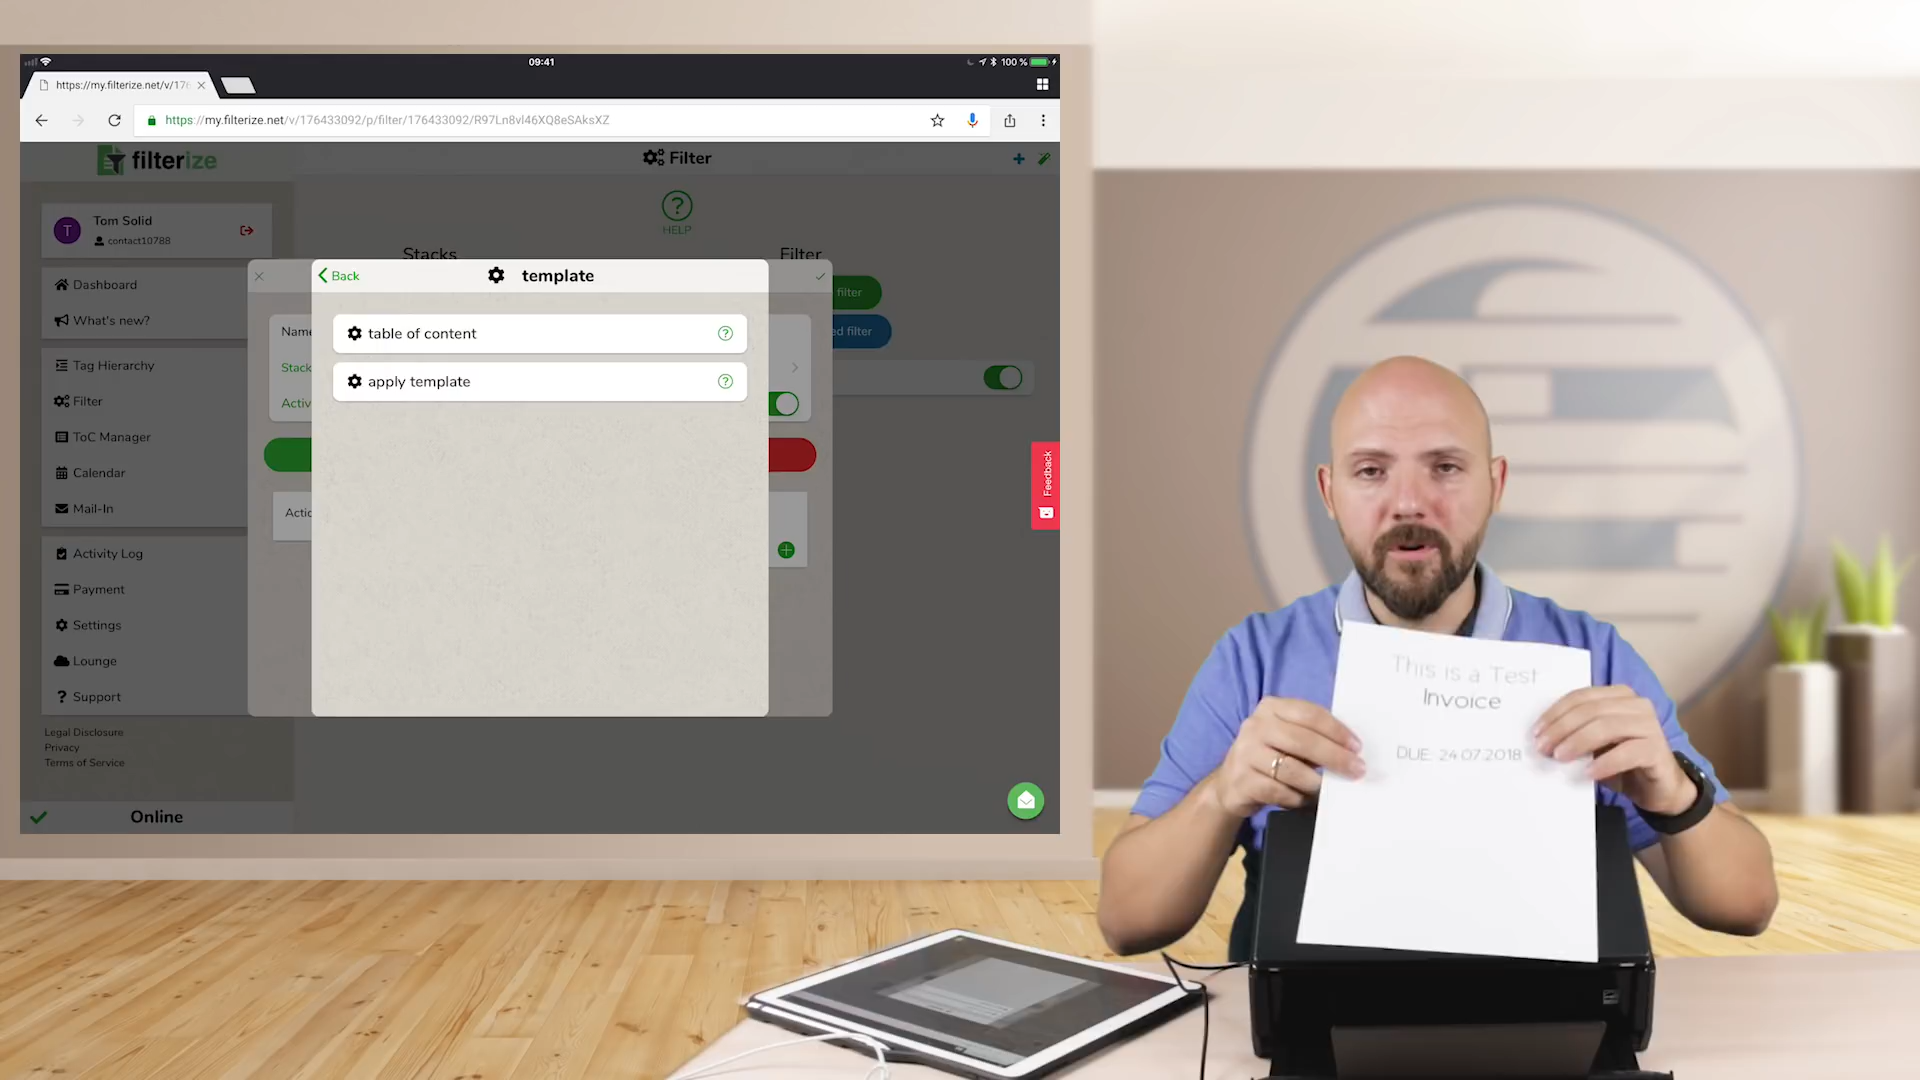 09:41
100 %
https://my.filterize.net/v/176
https://my.filterize.net/v/176433092/p/filter/176433092/R97Ln8vl46XQ8eSAksXZ
filterize
Filter
HELP
T
Tom Solid
contact10788
Stacks
Filter
Dashboard
What's new?
Tag Hierarchy
Filter
ToC Manager
Calendar
Mail-In
Activity Log
Payment
Settings
Lounge
Support
Legal Disclosure
Privacy
Terms of Service
Online
Back
template
table of content
apply template
filter
ed filter
Name
Stack
Activ
Actio
Feedback
This is a Test
Invoice
DUE: 24.07.2018